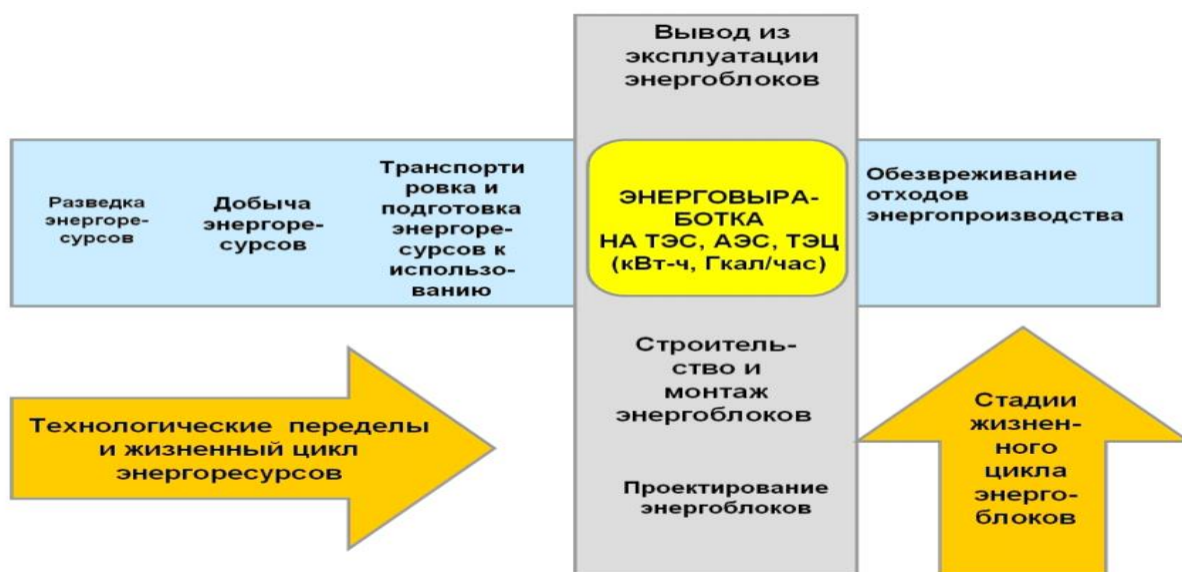 Вывод из
эксплуатации
энергоблоков
Разведка
энергоре-
сурсов
Добыча
энергоре-
сурсов
Транспорти
ровка и
подготовка
энергоре-
сурсов к
использо-
ванию
ЭНЕРГОВЫРА-
БОТКА
НА ТЭС, АЭС, ТЭЦ
(кВт-ч, Гкал/час)
Обезвреживание
отходов
энергопроизводства
Строитель-
ство и
монтаж
энергоблоков
Проектирование
энергоблоков
Технологические переделы
и жизненный цикл
энергоресурсов
Стадии
жизнен-
ного
цикла
энерго-
блоков